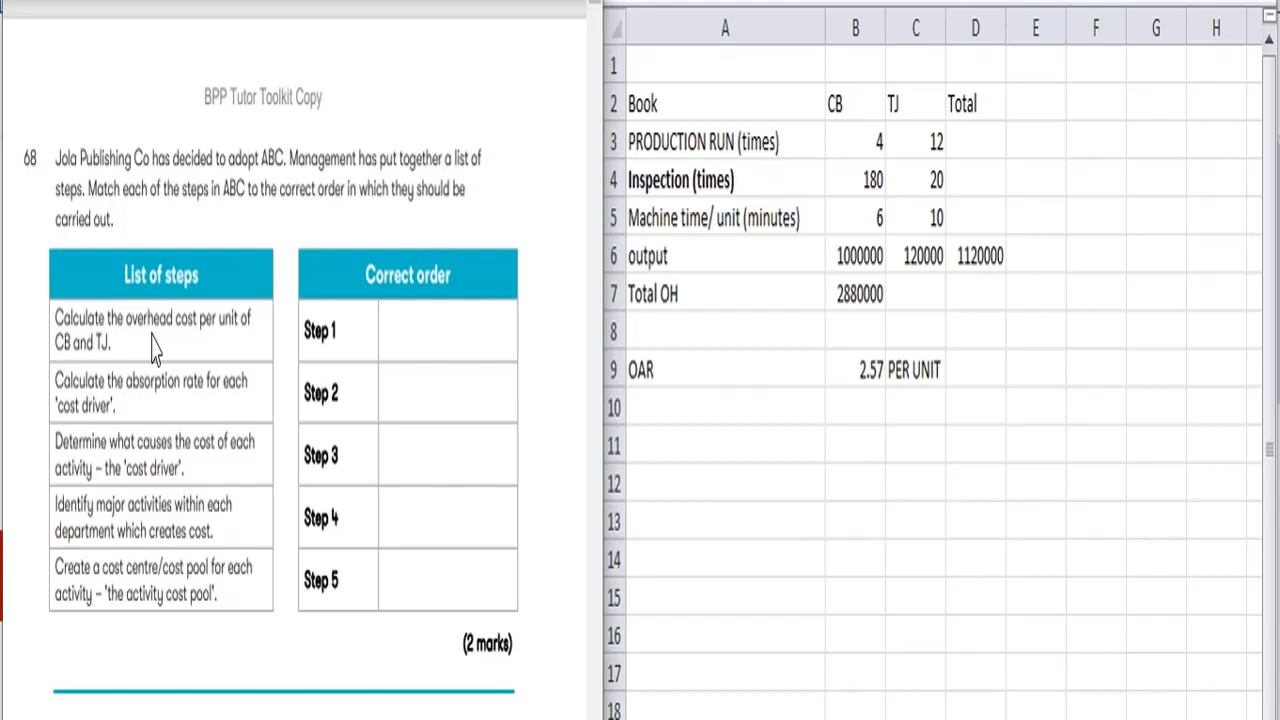 BPP Tutor Toolkit Copy
68 Jola Publishing Co has decided to adopt ABC. Management has put together a list of
steps. Match each of the steps in ABC to the correct order in which they should be
carried out.
List of steps
Calculate the overhead cost per unit of
CB and TJ.
Calculate the absorption rate for each
'cost driver'.
Determine what causes the cost of each
activity – the 'cost driver'.
Identify major activities within each
department which creates cost.
Create a cost centre/cost pool for each
activity – 'the activity cost pool'.
Correct order
Step 1
Step 2
Step 3
Step 4
Step 5
(2 marks)
A B C D E F G H
1
2 Book CB TJ Total
3 PRODUCTION RUN (times) 4 12
4 Inspection (times) 180 20
5 Machine time/ unit (minutes) 6 10
6 output 1000000 120000 1120000
7 Total OH 2880000
8
9 OAR 2.57 PER UNIT
10
11
12
13
14
15
16
17
18